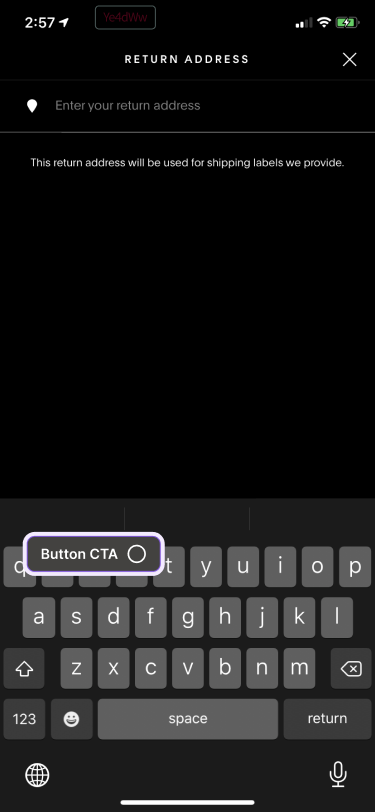 2:57
Ye4dWw
RETURN ADDRESS
Enter your return address
This return address will be used for shipping labels we provide.
Button CTA
q t y u i o p
a s d f g h j k l
z x c v b n m
123 space return